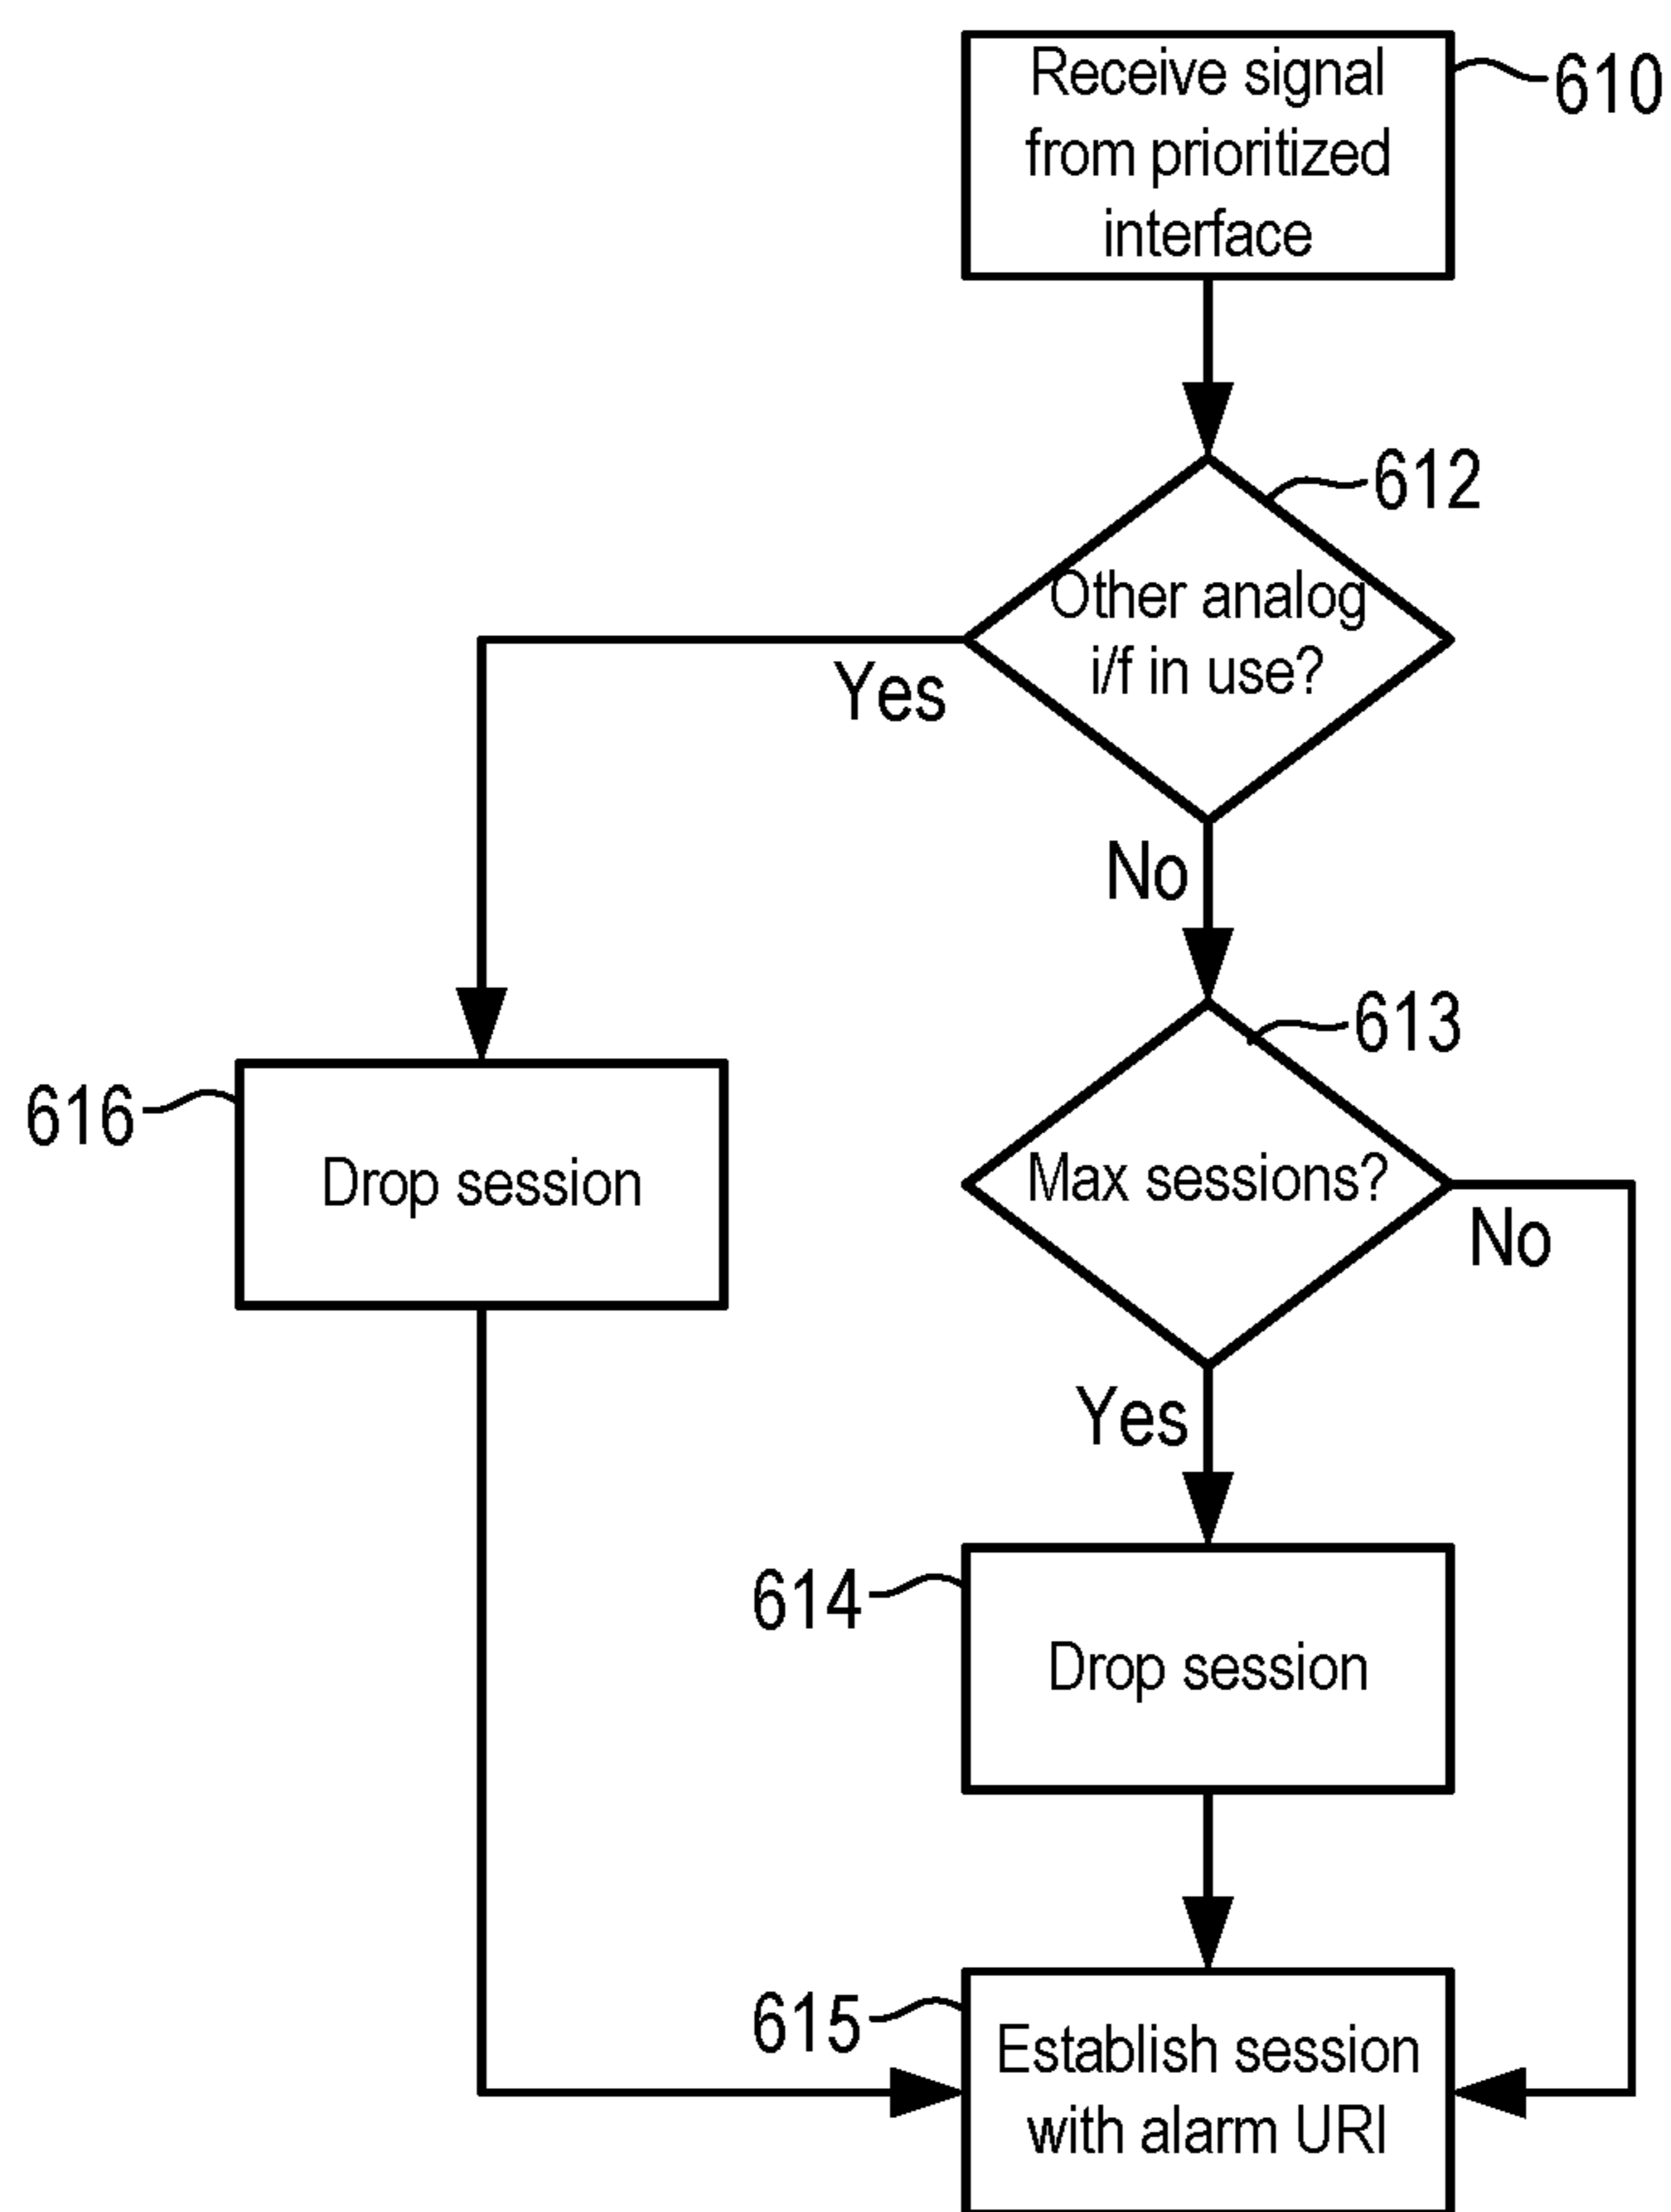 Receive signal
from prioritized
interface
610
612
Other analog
i/f in use?
Yes
No
613
616
Drop session
Max sessions?
No
Yes
614
Drop session
615
Establish session
with alarm URI